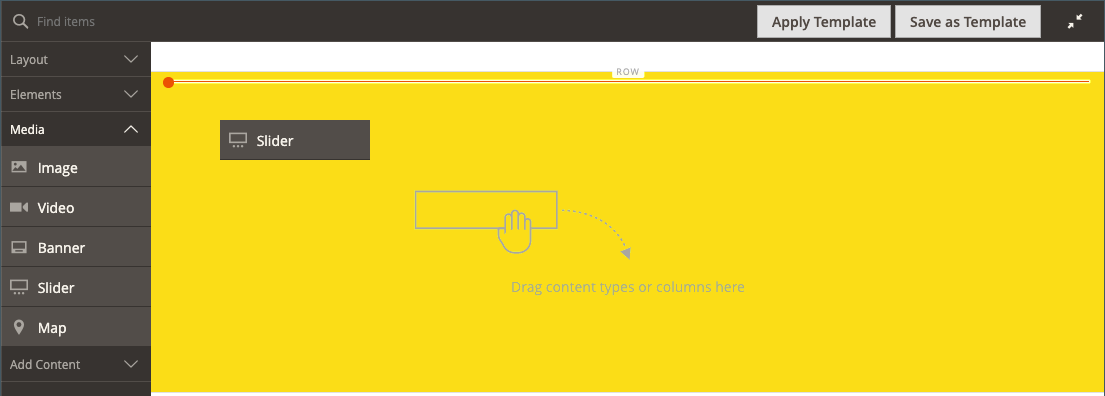 Find items
Apply Template
Save as Template
Layout
Elements
Media
Image
Video
Banner
Slider
Map
Add Content
ROW
Slider
Drag content types or columns here